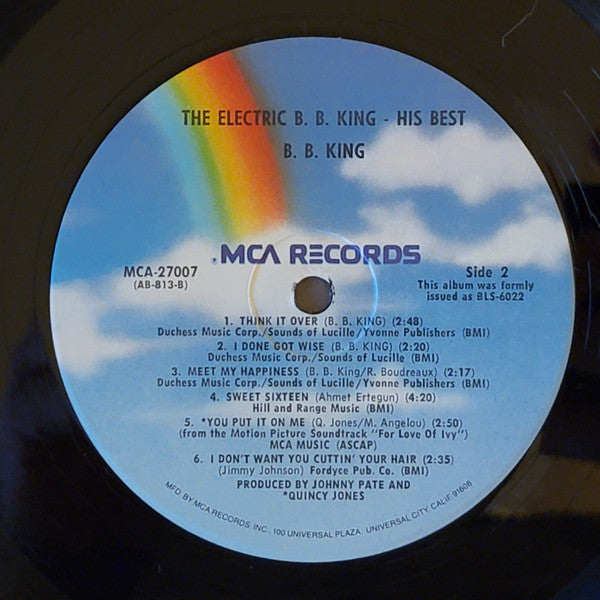 THE ELECTRIC B. B. KING - HIS BEST
B. B. KING
MCA RECORDS
MCA-27007
(AB-813-B)
Side 2
This album was formly
issued as BLS-6022
1. THINK IT OVER (B. B. KING) (2:48)
Duchess Music Corp./Sounds of Lucille/Yvonne Publishers (BMI)
2. I DONE GOT WISE (B. B. KING) (2:20)
Duchess Music Corp./Sounds of Lucille (BMI)
3. MEET MY HAPPINESS (B. B. King/R. Boudreaux) (2:17)
Duchess Music Corp./Sounds of Lucille/Yvonne Publishers (BMI)
4. SWEET SIXTEEN (Ahmet Ertegun) (4:20)
Hill and Range Music (BMI)
5. *YOU PUT IT ON ME (Q. Jones/M. Angelou) (2:50)
(from the Motion Picture Soundtrack "For Love Of Ivy")
MCA MUSIC (ASCAP)
6. I DON'T WANT YOU CUTTIN' YOUR HAIR (2:35)
(Jimmy Johnson) Fordyce Pub. Co. (BMI)
PRODUCED BY JOHNNY PATE AND
*QUINCY JONES
MFD. BY MCA RECORDS, INC., 100 UNIVERSAL PLAZA, UNIVERSAL CITY, CALIF. 91608